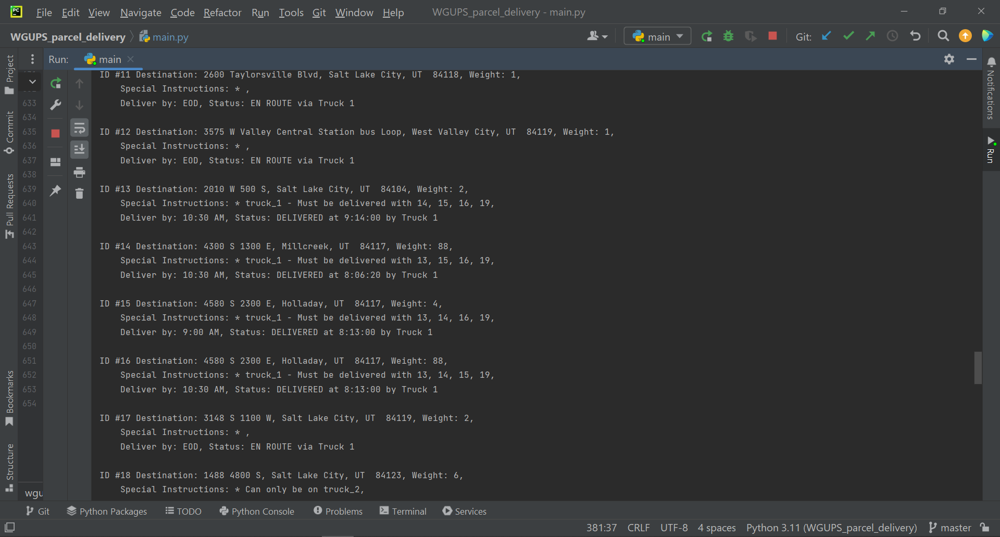 PC File Edit View Navigate Code Refactor Run Tools Git Window Help WGUPS_parcel_delivery - main.py
WGUPS_parcel_delivery main.py main Git:
Project
Commit
Pull Requests
Bookmarks
Structure
Run: main
633
634
635
636
637
638
639
640
641
642
643
644
645
646
647
648
649
650
651
652
653
654
wgu
ID #11 Destination: 2600 Taylorsville Blvd, Salt Lake City, UT  84118, Weight: 1,
Special Instructions: * ,
Deliver by: EOD, Status: EN ROUTE via Truck 1
ID #12 Destination: 3575 W Valley Central Station bus Loop, West Valley City, UT  84119, Weight: 1,
Special Instructions: * ,
Deliver by: EOD, Status: EN ROUTE via Truck 1
ID #13 Destination: 2010 W 500 S, Salt Lake City, UT  84104, Weight: 2,
Special Instructions: * truck_1 - Must be delivered with 14, 15, 16, 19,
Deliver by: 10:30 AM, Status: DELIVERED at 9:14:00 by Truck 1
ID #14 Destination: 4300 S 1300 E, Millcreek, UT  84117, Weight: 88,
Special Instructions: * truck_1 - Must be delivered with 13, 15, 16, 19,
Deliver by: 10:30 AM, Status: DELIVERED at 8:06:20 by Truck 1
ID #15 Destination: 4580 S 2300 E, Holladay, UT  84117, Weight: 4,
Special Instructions: * truck_1 - Must be delivered with 13, 14, 16, 19,
Deliver by: 9:00 AM, Status: DELIVERED at 8:13:00 by Truck 1
ID #16 Destination: 4580 S 2300 E, Holladay, UT  84117, Weight: 88,
Special Instructions: * truck_1 - Must be delivered with 13, 14, 15, 19,
Deliver by: 10:30 AM, Status: DELIVERED at 8:13:00 by Truck 1
ID #17 Destination: 3148 S 1100 W, Salt Lake City, UT  84119, Weight: 2,
Special Instructions: * ,
Deliver by: EOD, Status: EN ROUTE via Truck 1
ID #18 Destination: 1488 4800 S, Salt Lake City, UT  84123, Weight: 6,
Special Instructions: * Can only be on truck_2,
Notifications
Run
Git Python Packages TODO Python Console Problems Terminal Services
381:37 CRLF UTF-8 4 spaces Python 3.11 (WGUPS_parcel_delivery) master